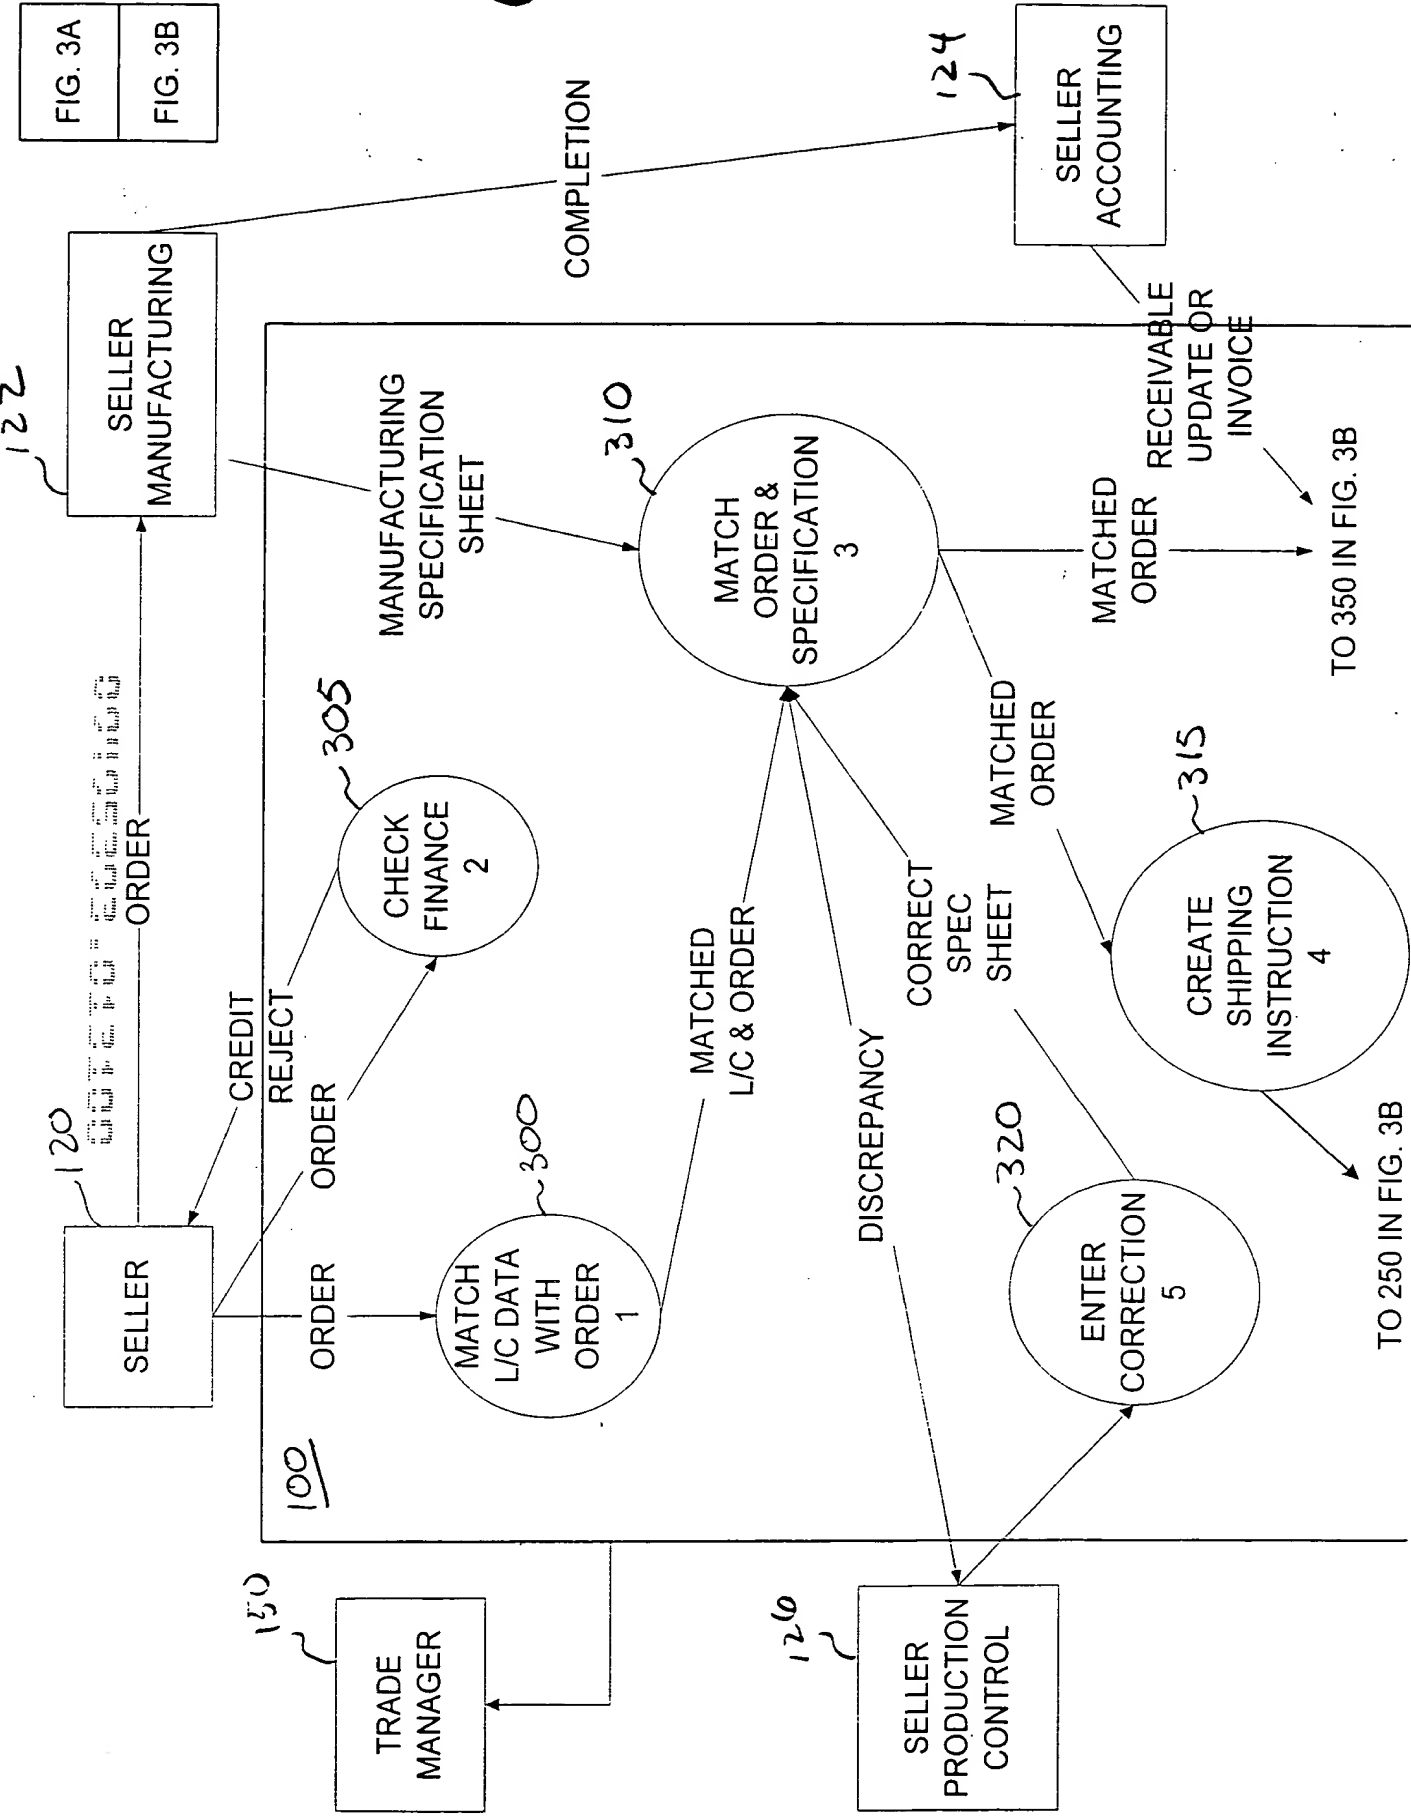 FIG. 3A
FIG. 3B
122
SELLER
MANUFACTURING
ORDER
120
SELLER
COMPLETION
124
SELLER
ACCOUNTING
RECEIVABLE
UPDATE OR
INVOICE
MANUFACTURING
SPECIFICATION
SHEET
305
CHECK
FINANCE
2
CREDIT
REJECT
ORDER
ORDER
300
MATCH
L/C DATA
WITH
ORDER
1
100
150
TRADE
MANAGER
310
MATCH
ORDER &
SPECIFICATION
3
MATCHED
L/C & ORDER
DISCREPANCY
CORRECT
SPEC
SHEET
MATCHED
ORDER
MATCHED
ORDER
TO 350 IN FIG. 3B
315
CREATE
SHIPPING
INSTRUCTION
4
TO 250 IN FIG. 3B
320
ENTER
CORRECTION
5
126
SELLER
PRODUCTION
CONTROL